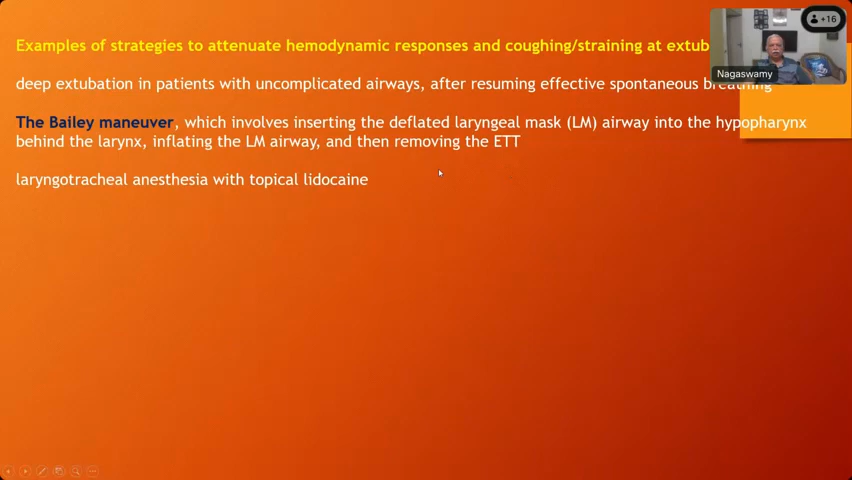 Examples of strategies to attenuate hemodynamic responses and coughing/straining at extub
+16
Nagaswamy
deep extubation in patients with uncomplicated airways, after resuming effective spontaneous breathing
The Bailey maneuver, which involves inserting the deflated laryngeal mask (LM) airway into the hypopharynx
behind the larynx, inflating the LM airway, and then removing the ETT
laryngotracheal anesthesia with topical lidocaine